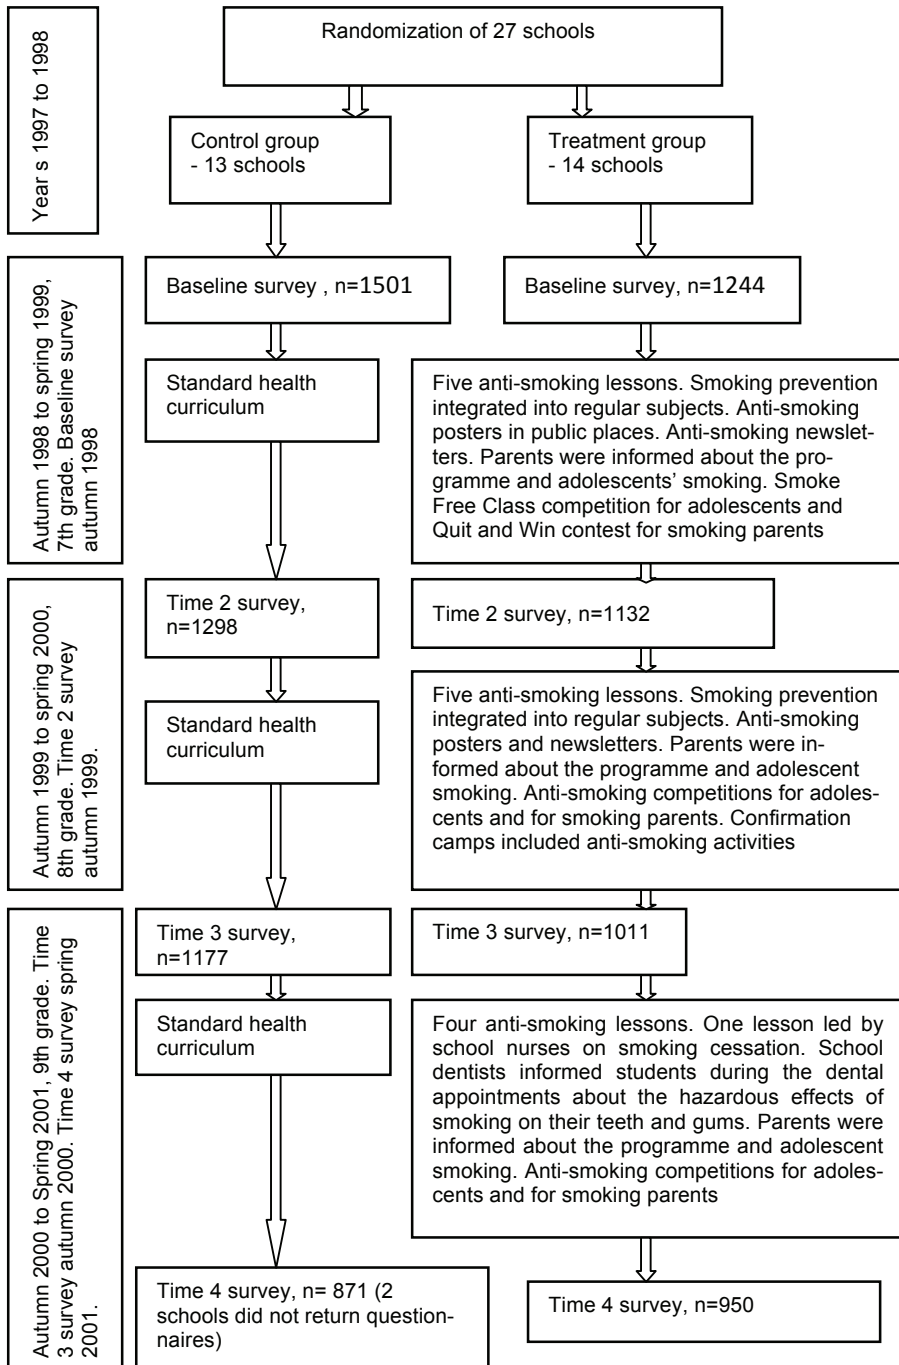 Randomization of 27 schools
Year s 1997 to 1998
Control group
- 13 schools
Treatment group
- 14 schools
Autumn 1998 to spring 1999,
7th grade. Baseline survey
autumn 1998
Baseline survey , n=1501
Baseline survey, n=1244
Standard health
curriculum
Five anti-smoking lessons. Smoking prevention
integrated into regular subjects. Anti-smoking
posters in public places. Anti-smoking newslet-
ters. Parents were informed about the pro-
gramme and adolescents’ smoking. Smoke
Free Class competition for adolescents and
Quit and Win contest for smoking parents
Autumn 1999 to spring 2000,
8th grade. Time 2 survey
autumn 1999.
Time 2 survey,
n=1298
Time 2 survey, n=1132
Standard health
curriculum
Five anti-smoking lessons. Smoking prevention
integrated into regular subjects. Anti-smoking
posters and newsletters. Parents were in-
formed about the programme and adolescent
smoking. Anti-smoking competitions for adoles-
cents and for smoking parents. Confirmation
camps included anti-smoking activities
Autumn 2000 to Spring 2001, 9th grade. Time
3 survey autumn 2000. Time 4 survey spring
2001.
Time 3 survey,
n=1177
Time 3 survey, n=1011
Standard health
curriculum
Four anti-smoking lessons. One lesson led by
school nurses on smoking cessation. School
dentists informed students during the dental
appointments about the hazardous effects of
smoking on their teeth and gums. Parents were
informed about the programme and adolescent
smoking. Anti-smoking competitions for adoles-
cents and for smoking parents
Time 4 survey, n= 871 (2
schools did not return question-
naires)
Time 4 survey, n=950